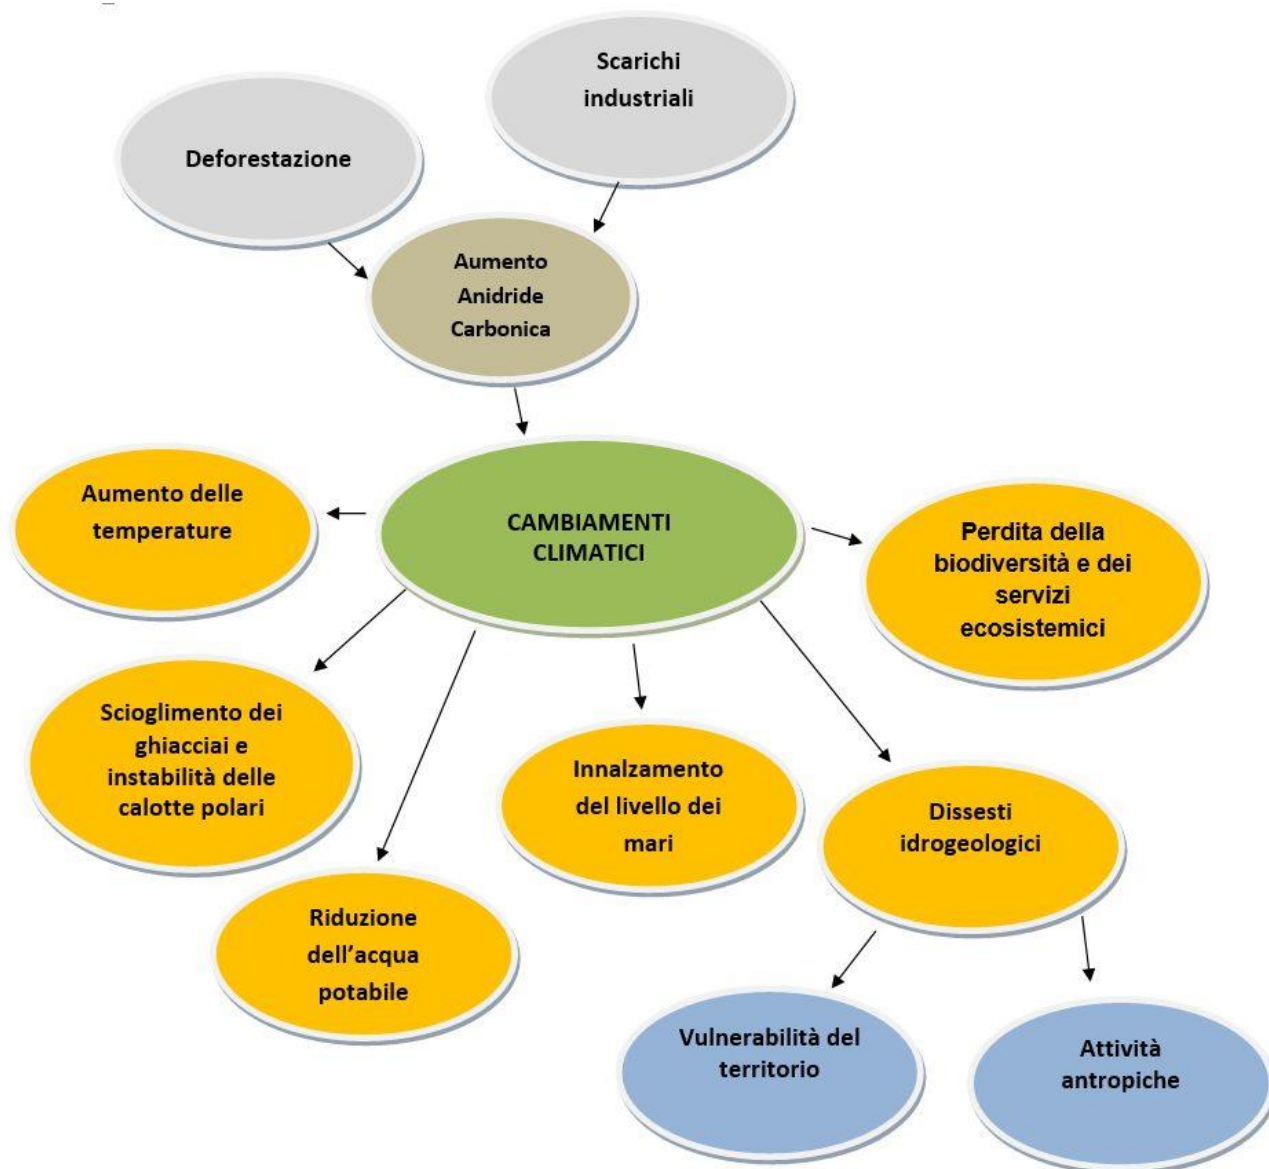 Scarichi
industriali
Deforestazione
Aumento
Anidride
Carbonica
CAMBIAMENTI
CLIMATICI
Aumento delle
temperature
Perdita della
biodiversità e dei
servizi
ecosistemici
Scioglimento dei
ghiacciai e
instabilità delle
calotte polari
Innalzamento
del livello dei
mari
Dissesti
idrogeologici
Riduzione
dell’acqua
potabile
Vulnerabilità del
territorio
Attività
antropiche